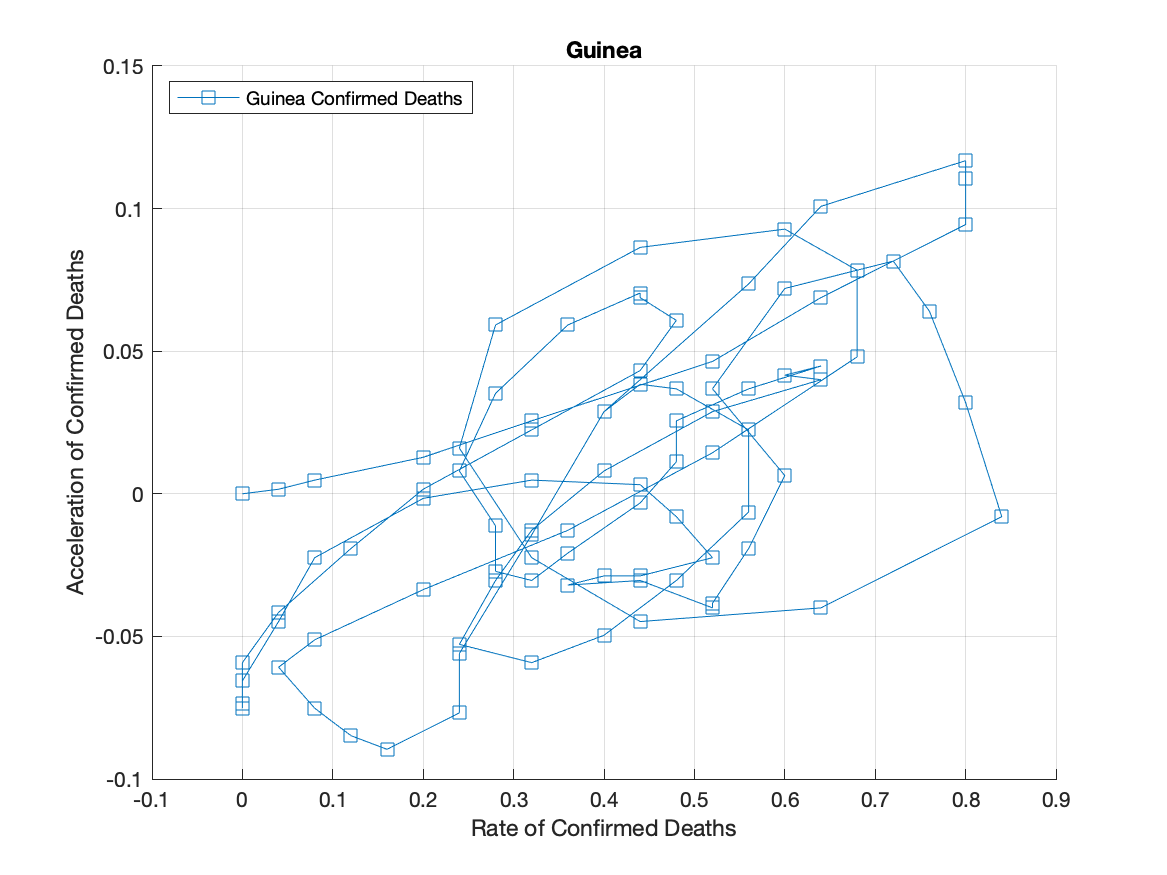 Guinea
Guinea Confirmed Deaths
Acceleration of Confirmed Deaths
0.15
0.1
0.05
0
-0.05
-0.1
-0.1 0 0.1 0.2 0.3 0.4 0.5 0.6 0.7 0.8 0.9
Rate of Confirmed Deaths